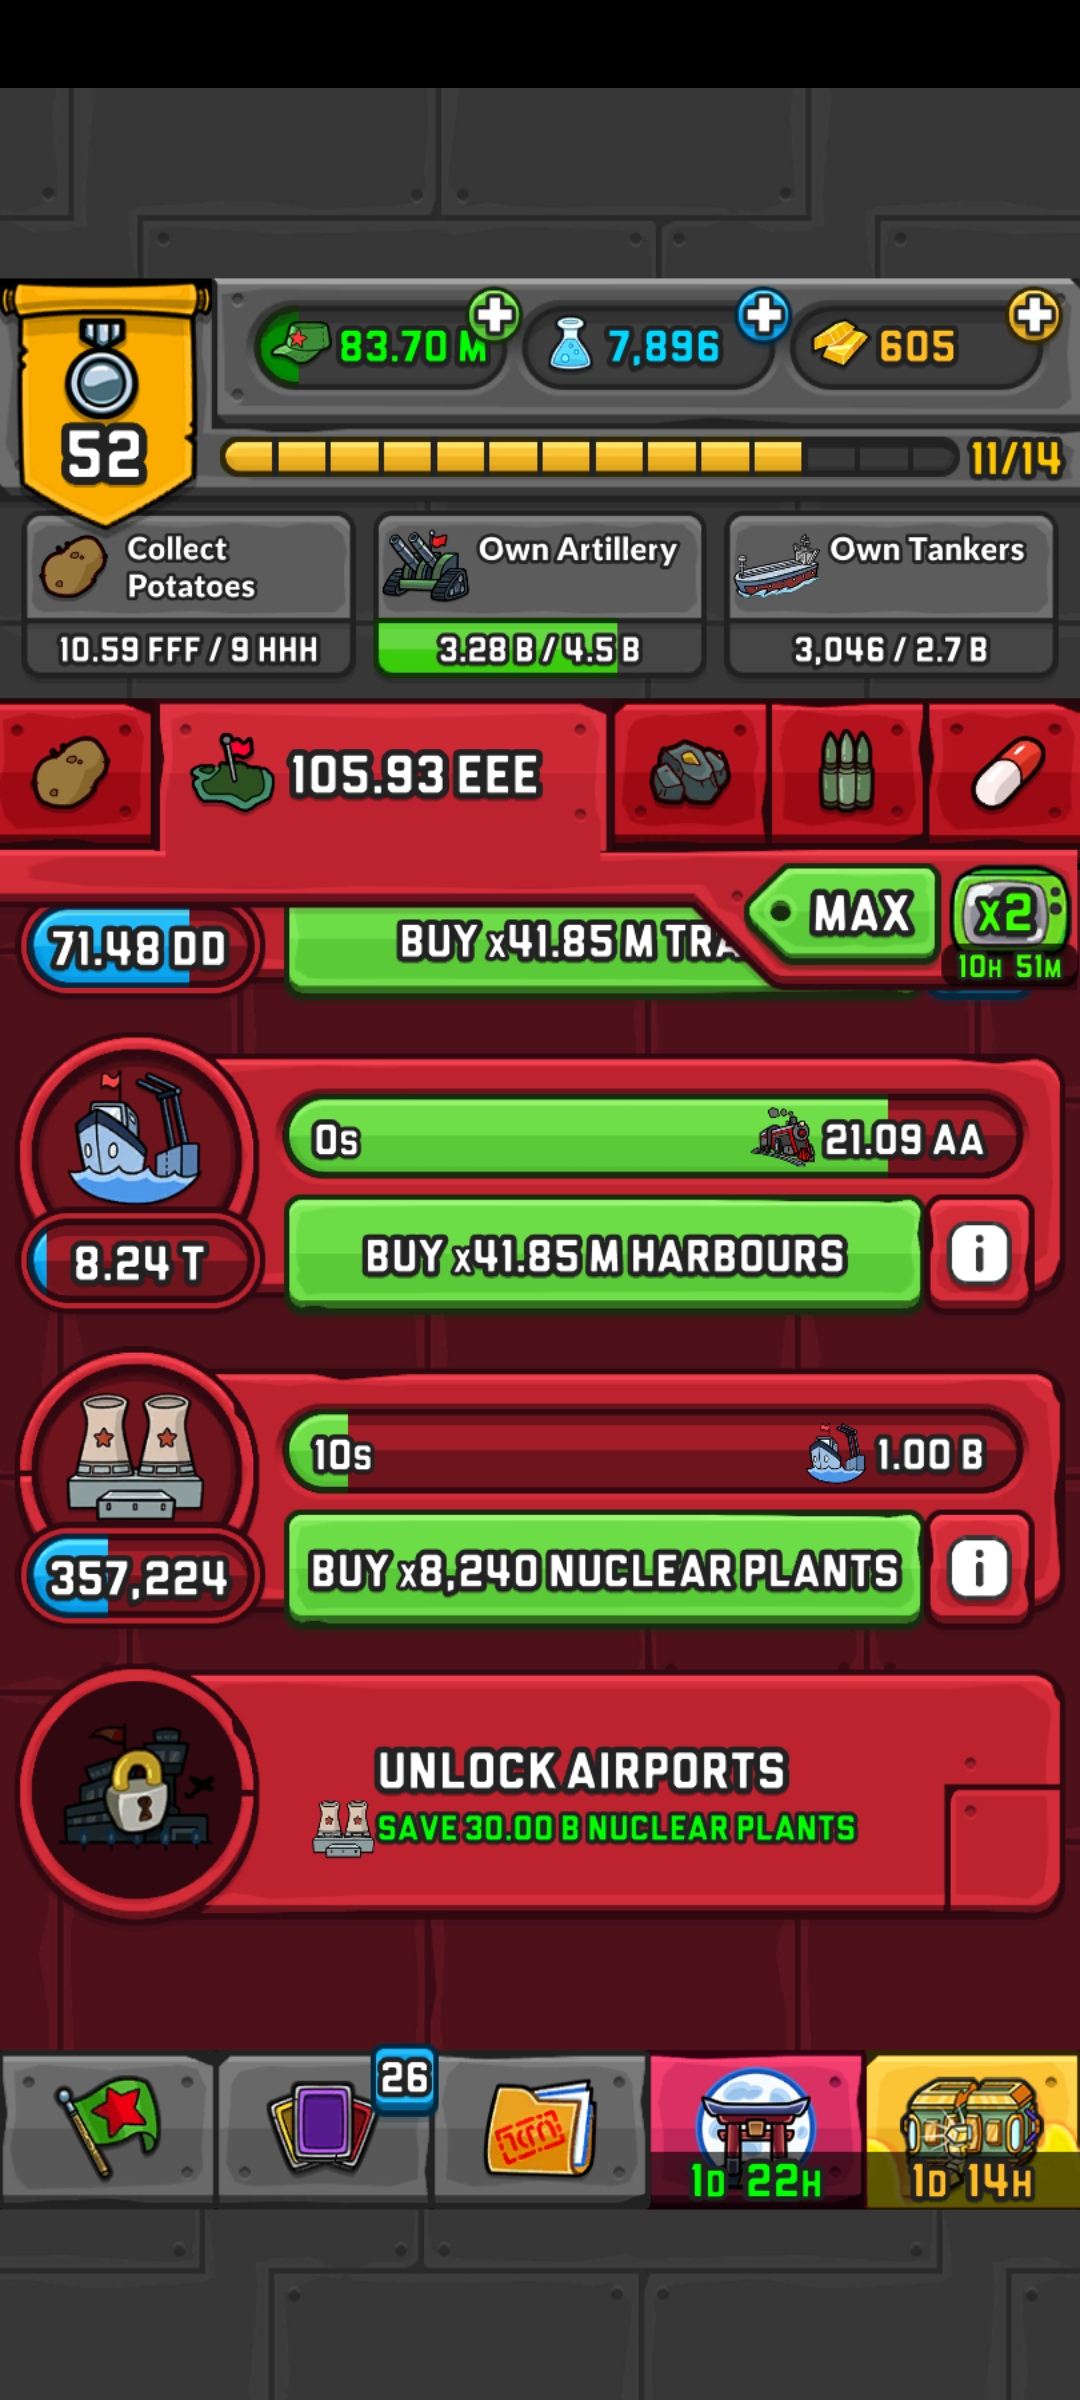 83.70 M
7,896
605
52
11/14
Collect
Potatoes
Own Artillery
Own Tankers
10.59 FFF / 9 HHH
3.28 B / 4.5 B
3,046 / 2.7 B
105.93 EEE
MAX
x2
10H 51M
71.48 DD
BUY x41.85 M TRA
0s
21.09 AA
8.24 T
BUY x41.85 M HARBOURS
10s
1.00 B
357,224
BUY x8,240 NUCLEAR PLANTS
UNLOCK AIRPORTS
SAVE 30.00 B NUCLEAR PLANTS
26
1D 22H
1D 14H